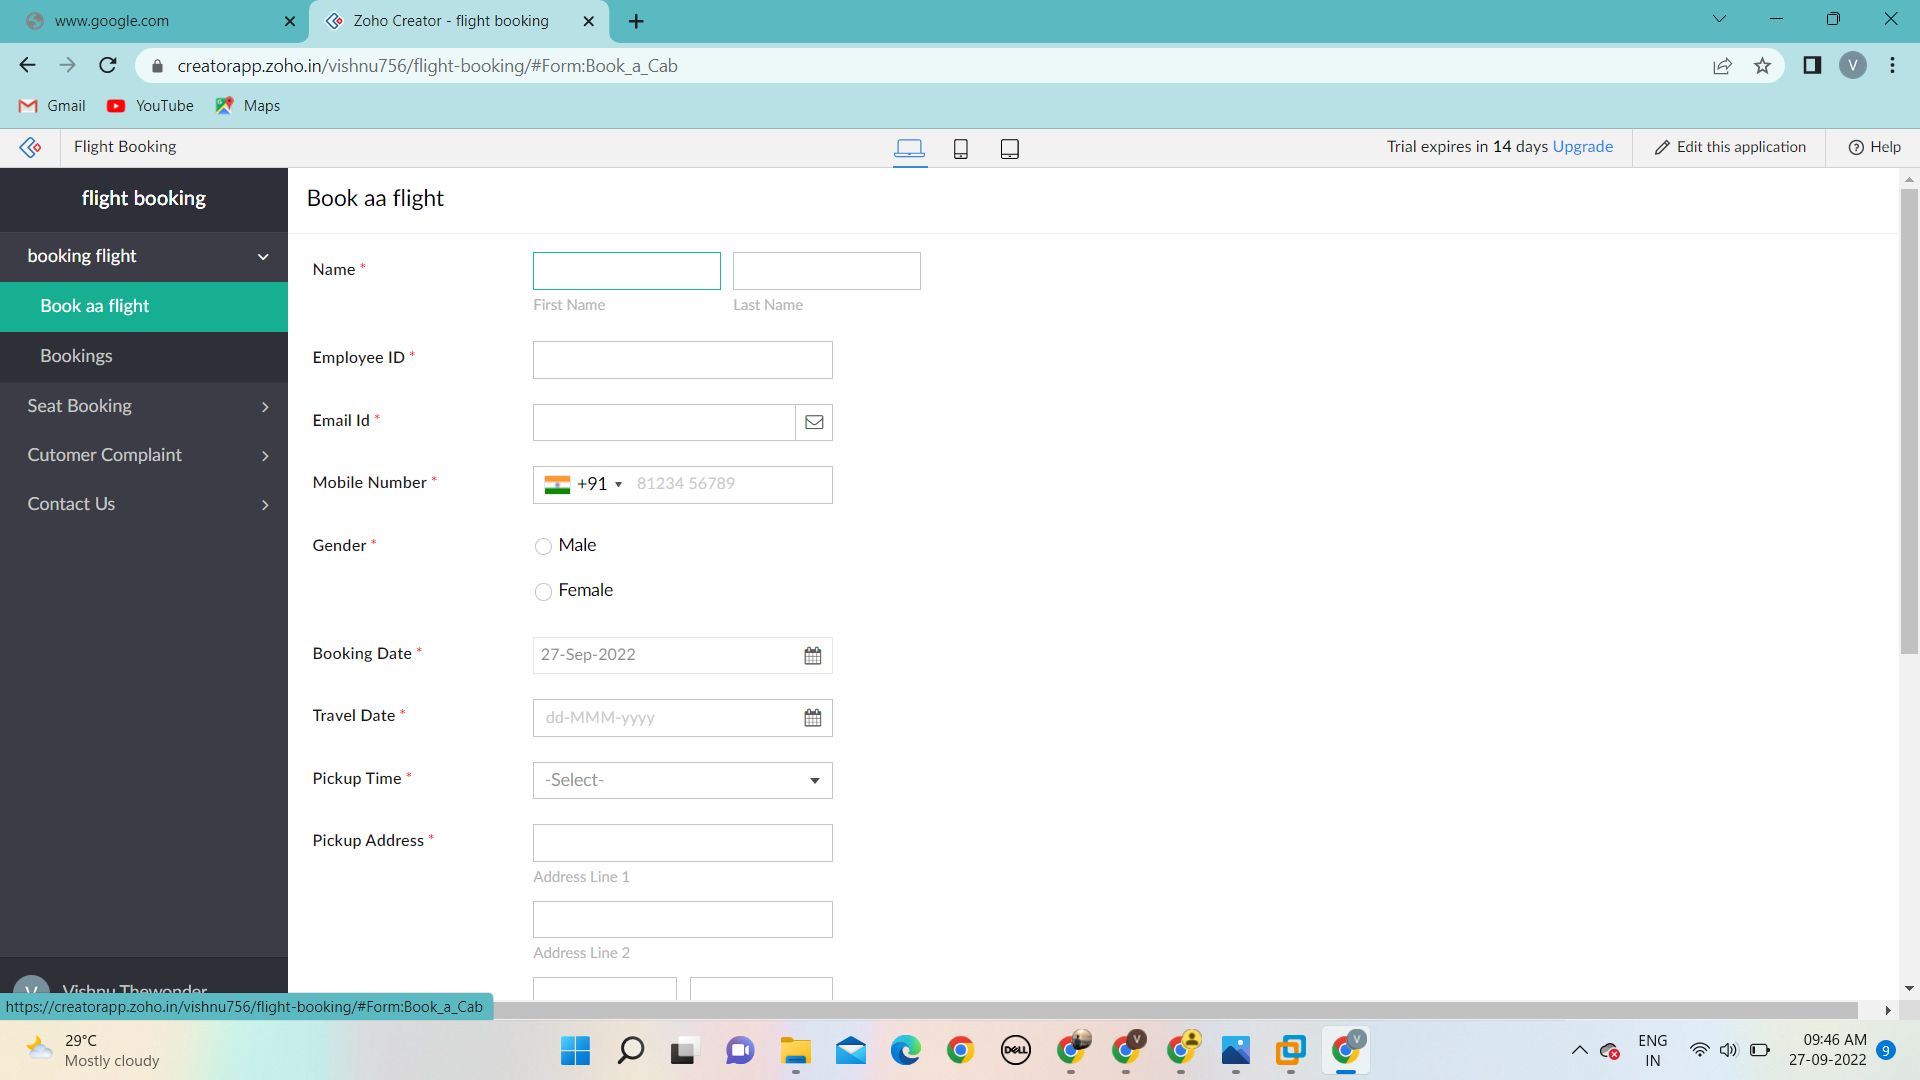 www.google.com
Zoho Creator - flight booking
creatorapp.zoho.in/vishnu756/flight-booking/#Form:Book_a_Cab
V
Gmail YouTube Maps
Flight Booking
Trial expires in 14 days Upgrade
Edit this application
Help
flight booking
booking flight
Book aa flight
Bookings
Seat Booking
Cutomer Complaint
Contact Us
Vishnu Thewonder
https://creatorapp.zoho.in/vishnu756/flight-booking/#Form:Book_a_Cab
Book aa flight
Name *
First Name Last Name
Employee ID *
Email Id *
Mobile Number *
+91 81234 56789
Gender *
Male
Female
Booking Date *
27-Sep-2022
Travel Date *
dd-MMM-yyyy
Pickup Time *
-Select-
Pickup Address *
Address Line 1
Address Line 2
29°C
Mostly cloudy
DELL
V
V
ENG
IN
09:46 AM
27-09-2022
9